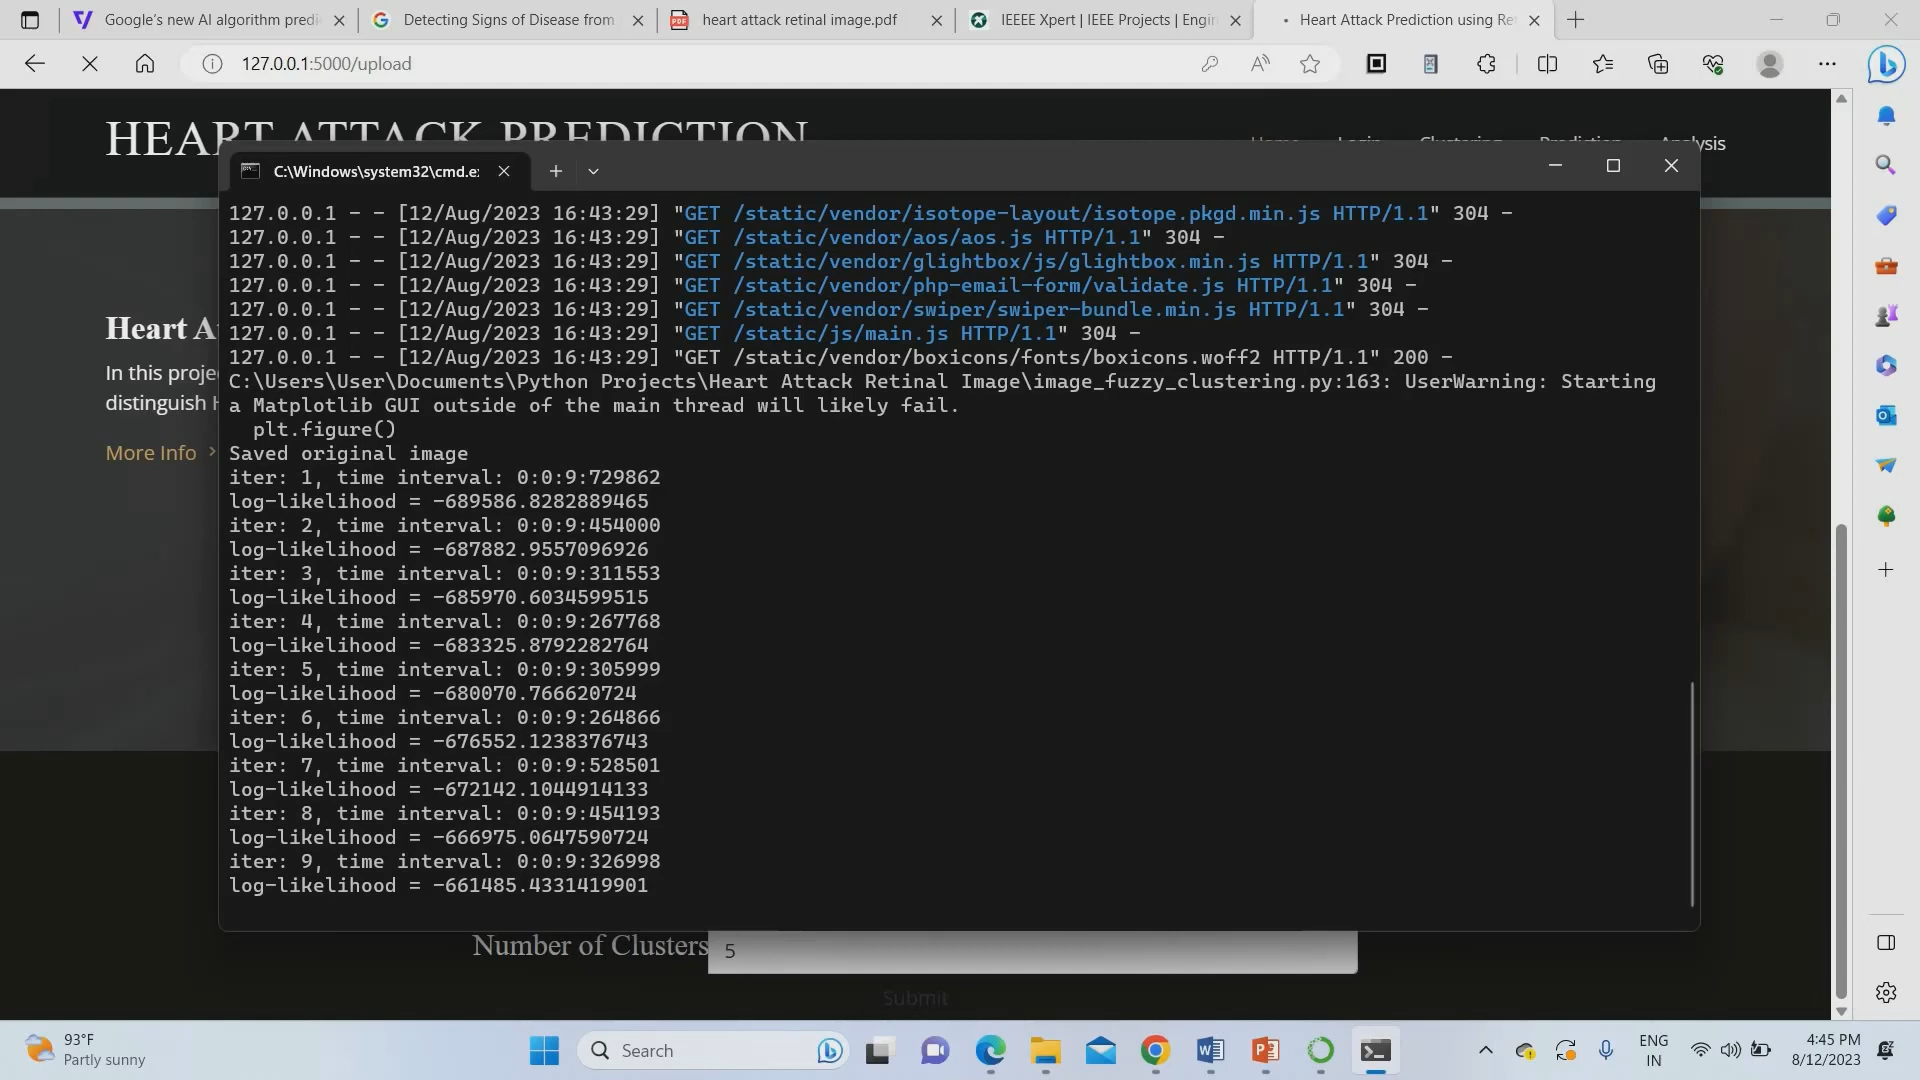 Google's new AI algorithm predi
Detecting Signs of Disease from
heart attack retinal image.pdf
IEEEE Xpert | IEEE Projects | Engin
Heart Attack Prediction using Re
127.0.0.1:5000/upload
HEART ATTACK PREDICTION
Home Login Clustering Prediction Analysis
C:\Windows\system32\cmd.e
127.0.0.1 - - [12/Aug/2023 16:43:29] "GET /static/vendor/isotope-layout/isotope.pkgd.min.js HTTP/1.1" 304 -
127.0.0.1 - - [12/Aug/2023 16:43:29] "GET /static/vendor/aos/aos.js HTTP/1.1" 304 -
127.0.0.1 - - [12/Aug/2023 16:43:29] "GET /static/vendor/glightbox/js/glightbox.min.js HTTP/1.1" 304 -
127.0.0.1 - - [12/Aug/2023 16:43:29] "GET /static/vendor/php-email-form/validate.js HTTP/1.1" 304 -
127.0.0.1 - - [12/Aug/2023 16:43:29] "GET /static/vendor/swiper/swiper-bundle.min.js HTTP/1.1" 304 -
127.0.0.1 - - [12/Aug/2023 16:43:29] "GET /static/js/main.js HTTP/1.1" 304 -
127.0.0.1 - - [12/Aug/2023 16:43:29] "GET /static/vendor/boxicons/fonts/boxicons.woff2 HTTP/1.1" 200 -
C:\Users\User\Documents\Python Projects\Heart Attack Retinal Image\image_fuzzy_clustering.py:163: UserWarning: Starting
a Matplotlib GUI outside of the main thread will likely fail.
plt.figure()
Saved original image
iter: 1, time interval: 0:0:9:729862
log-likelihood = -689586.8282889465
iter: 2, time interval: 0:0:9:454000
log-likelihood = -687882.9557096926
iter: 3, time interval: 0:0:9:311553
log-likelihood = -685970.6034599515
iter: 4, time interval: 0:0:9:267768
log-likelihood = -683325.8792282764
iter: 5, time interval: 0:0:9:305999
log-likelihood = -680070.766620724
iter: 6, time interval: 0:0:9:264866
log-likelihood = -676552.1238376743
iter: 7, time interval: 0:0:9:528501
log-likelihood = -672142.1044914133
iter: 8, time interval: 0:0:9:454193
log-likelihood = -666975.0647590724
iter: 9, time interval: 0:0:9:326998
log-likelihood = -661485.4331419901
Heart A
In this proje
distinguish H
More Info
Number of Clusters 5
Submit
93°F
Partly sunny
Search
ENG
IN
4:45 PM
8/12/2023